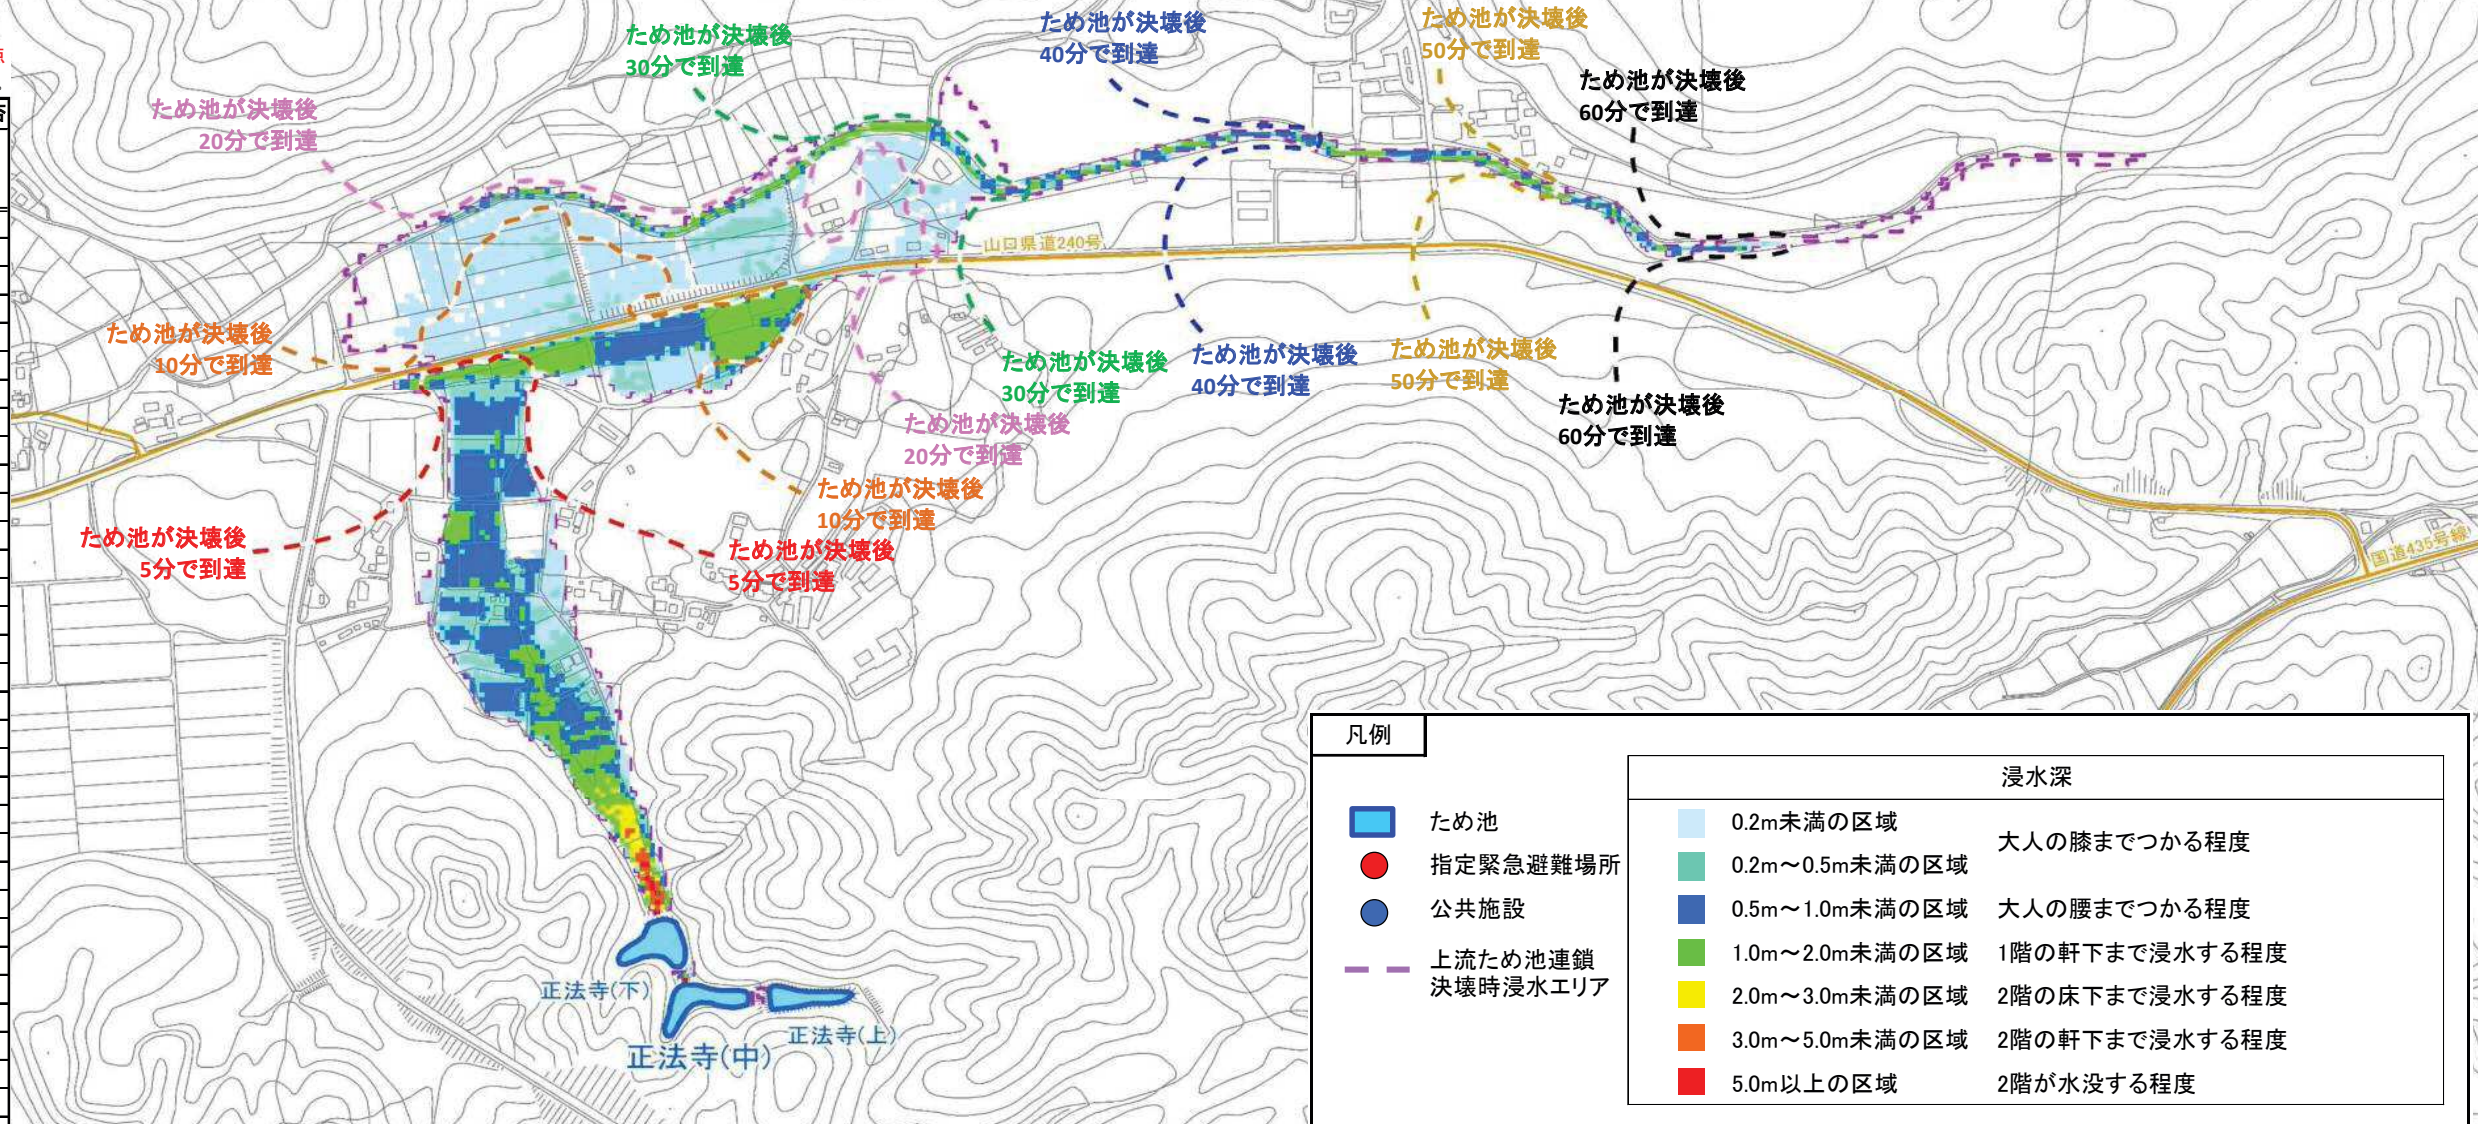 ため池が決壊後
30分で到達
ため池が決壊後
40分で到達
ため池が決壊後
50分で到達
ため池が決壊後
60分で到達
ため池が決壊後
20分で到達
山口県道240号
ため池が決壊後
10分で到達
ため池が決壊後
30分で到達
ため池が決壊後
40分で到達
ため池が決壊後
50分で到達
ため池が決壊後
60分で到達
ため池が決壊後
20分で到達
ため池が決壊後
10分で到達
ため池が決壊後
5分で到達
ため池が決壊後
5分で到達
国道435号線
正法寺(下)
正法寺(上)
正法寺(中)
凡例
ため池
指定緊急避難場所
公共施設
上流ため池連鎖
決壊時浸水エリア
浸水深
0.2m未満の区域
大人の膝までつかる程度
0.2m～0.5m未満の区域
0.5m～1.0m未満の区域 大人の腰までつかる程度
1.0m～2.0m未満の区域 1階の軒下まで浸水する程度
2.0m～3.0m未満の区域 2階の床下まで浸水する程度
3.0m～5.0m未満の区域 2階の軒下まで浸水する程度
5.0m以上の区域 2階が水没する程度